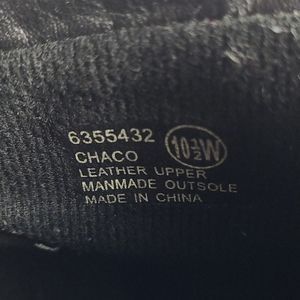 6355432 10½W
CHACO
LEATHER UPPER
MANMADE OUTSOLE
MADE IN CHINA